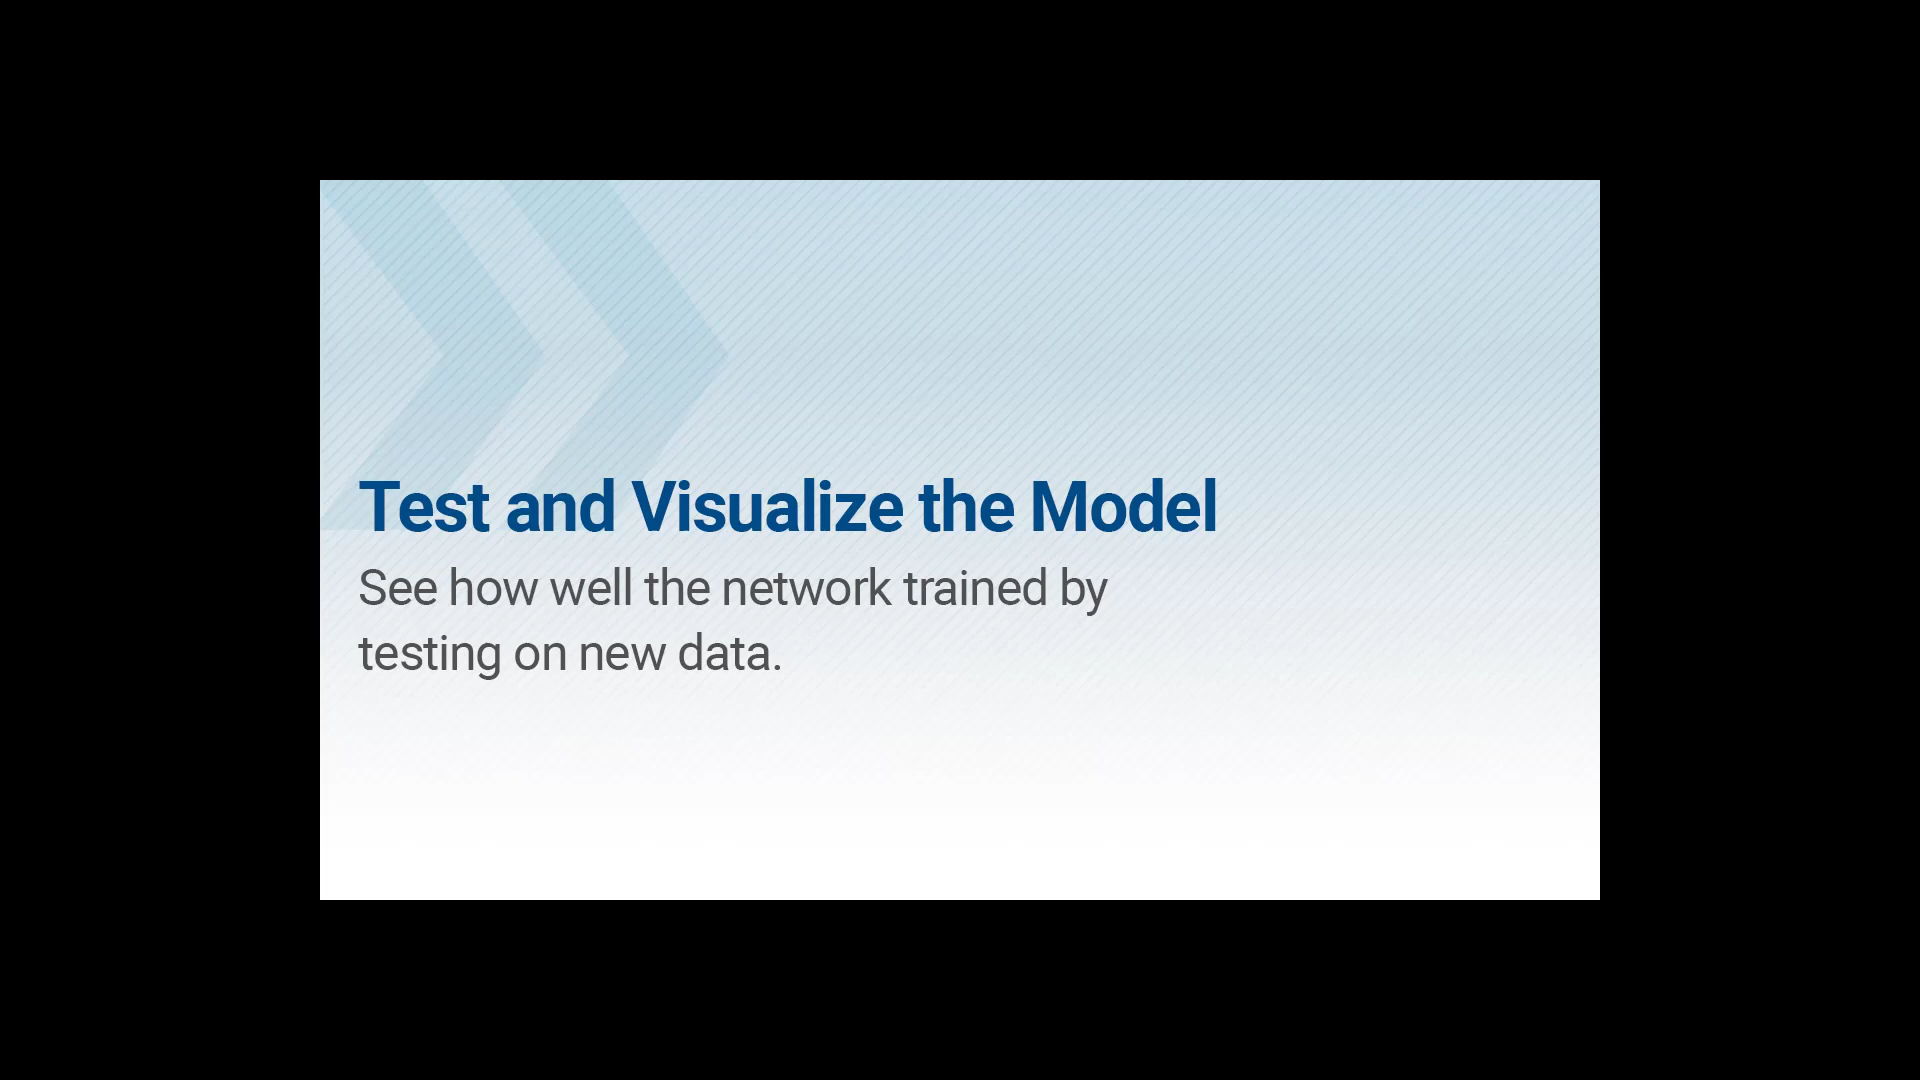 Test and Visualize the Model
See how well the network trained by
testing on new data.